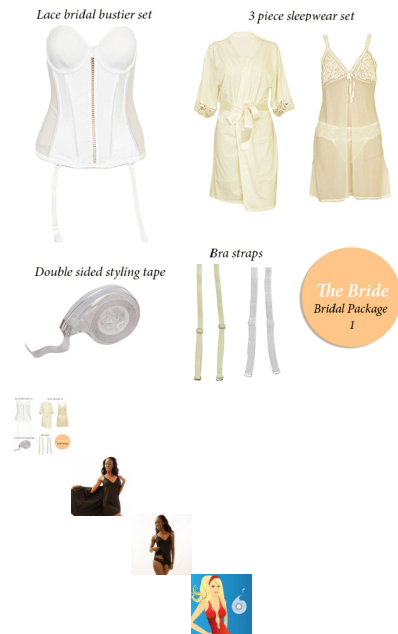 Lace bridal bustier set
3 piece sleepwear set
Double sided styling tape
Bra straps
The Bride
Bridal Package
1